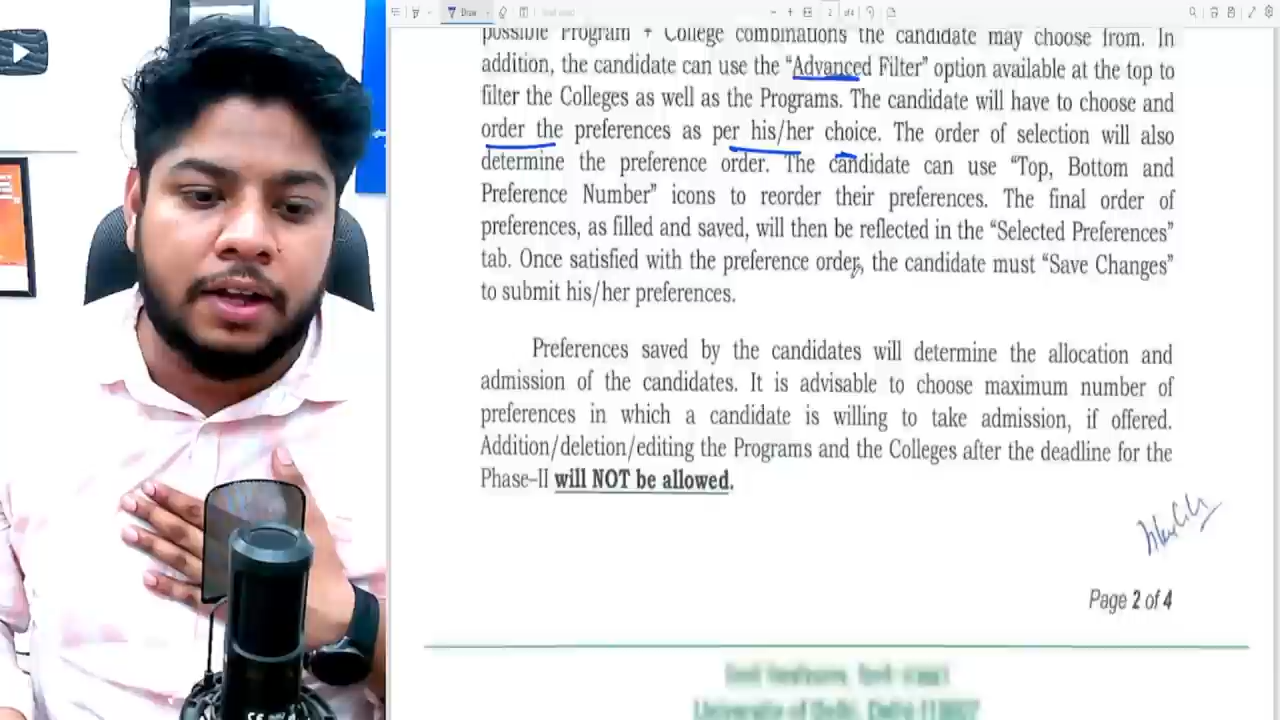 Draw
2 of 4
possible Program + College combinations the candidate may choose from. In
addition, the candidate can use the “Advanced Filter” option available at the top to
filter the Colleges as well as the Programs. The candidate will have to choose and
order the preferences as per his/her choice. The order of selection will also
determine the preference order. The candidate can use “Top, Bottom and
Preference Number” icons to reorder their preferences. The final order of
preferences, as filled and saved, will then be reflected in the “Selected Preferences”
tab. Once satisfied with the preference order, the candidate must “Save Changes”
to submit his/her preferences.
Preferences saved by the candidates will determine the allocation and
admission of the candidates. It is advisable to choose maximum number of
preferences in which a candidate is willing to take admission, if offered.
Addition/deletion/editing the Programs and the Colleges after the deadline for the
Phase–II will NOT be allowed.
Page 2 of 4
University of Delhi, Delhi